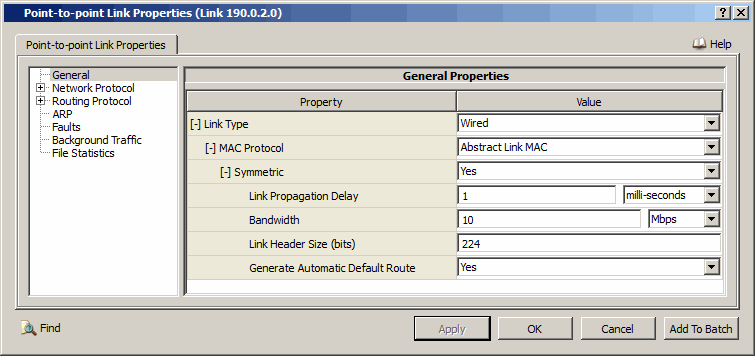 Point-to-point Link Properties (Link 190.0.2.0)
Point-to-point Link Properties
Help
General
Network Protocol
Routing Protocol
ARP
Faults
Background Traffic
File Statistics
General Properties
Property Value
[-] Link Type Wired
[-] MAC Protocol Abstract Link MAC
[-] Symmetric Yes
Link Propagation Delay 1 milli-seconds
Bandwidth 10 Mbps
Link Header Size (bits) 224
Generate Automatic Default Route Yes
Find Apply OK Cancel Add To Batch